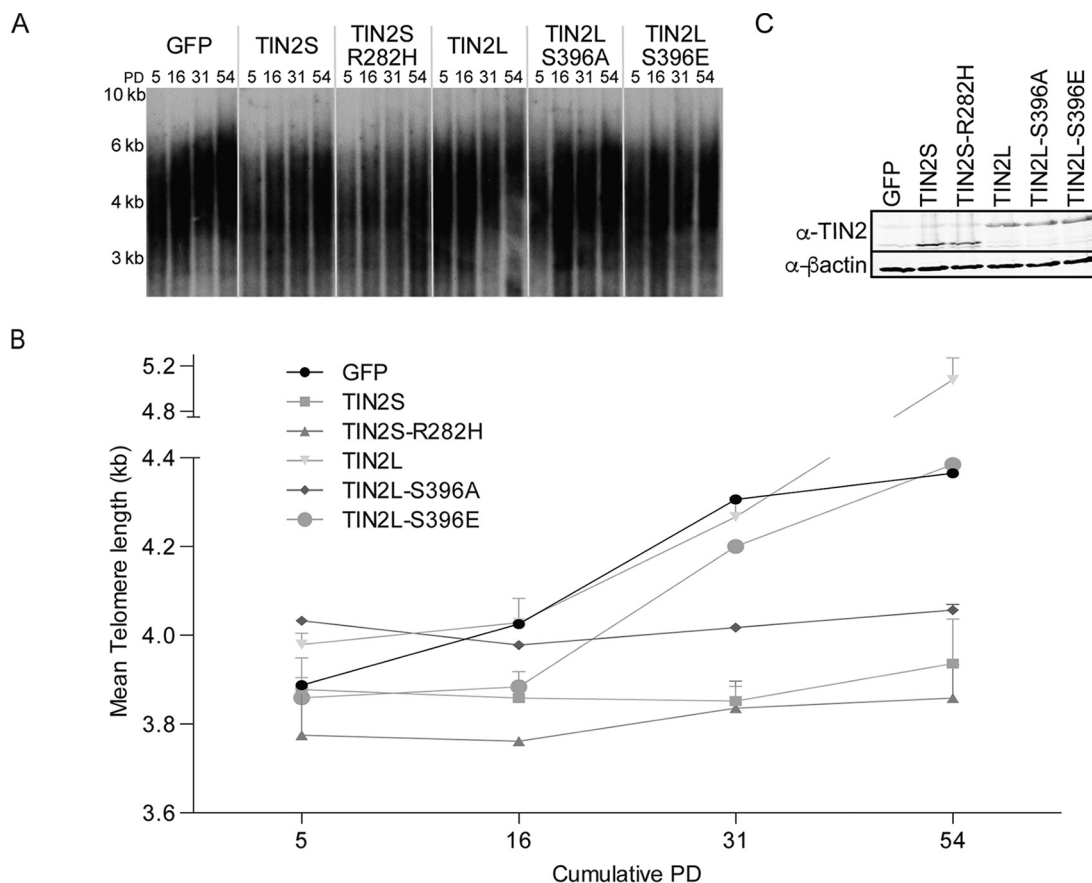 A
GFP
TIN2S
TIN2S
R282H
TIN2L
TIN2L
S396A
TIN2L
S396E
PD 5 16 31 54 5 16 31 54 5 16 31 54 5 16 31 54 5 16 31 54 5 16 31 54
10 kb
6 kb
4 kb
3 kb
C
GFP
TIN2S
TIN2S-R282H
TIN2L
TIN2L-S396A
TIN2L-S396E
α-TIN2
α-βactin
B
GFP
TIN2S
TIN2S-R282H
TIN2L
TIN2L-S396A
TIN2L-S396E
Mean Telomere length (kb)
5.2
4.8
4.4
4.2
4.0
3.8
3.6
5 16 31 54
Cumulative PD